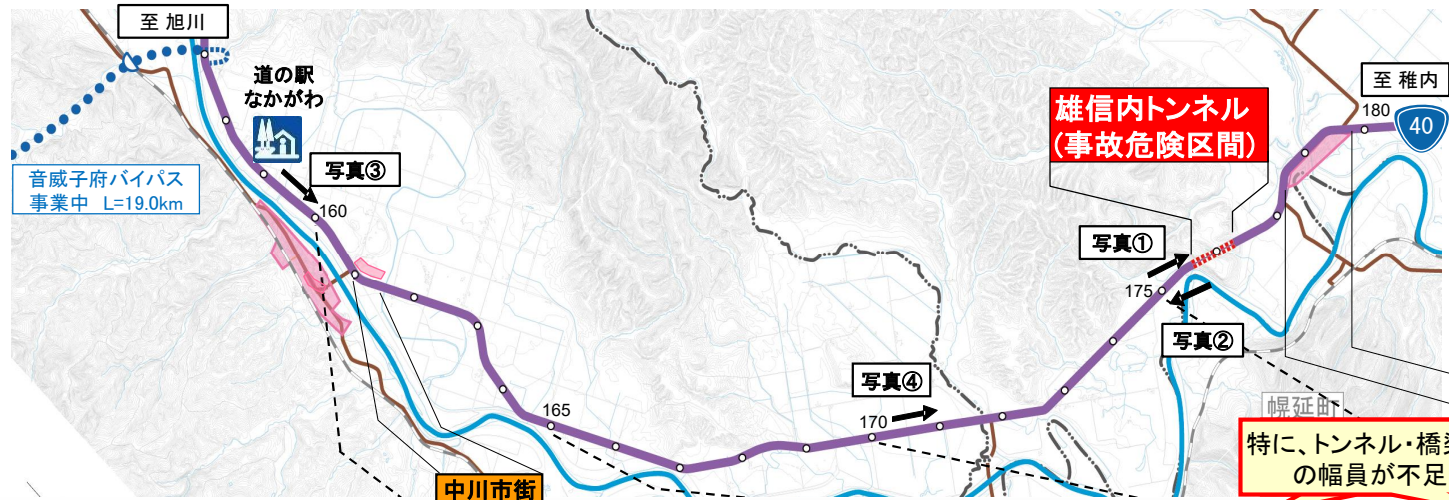 至 旭川
道の駅
なかがわ
音威子府バイパス
事業中 L=19.0km
写真③
160
雄信内トンネル
(事故危険区間)
至 稚内
180
40
写真①
175
写真②
写真④
165
170
幌延町
中川市街
特に、トンネル・橋
の幅員が不足